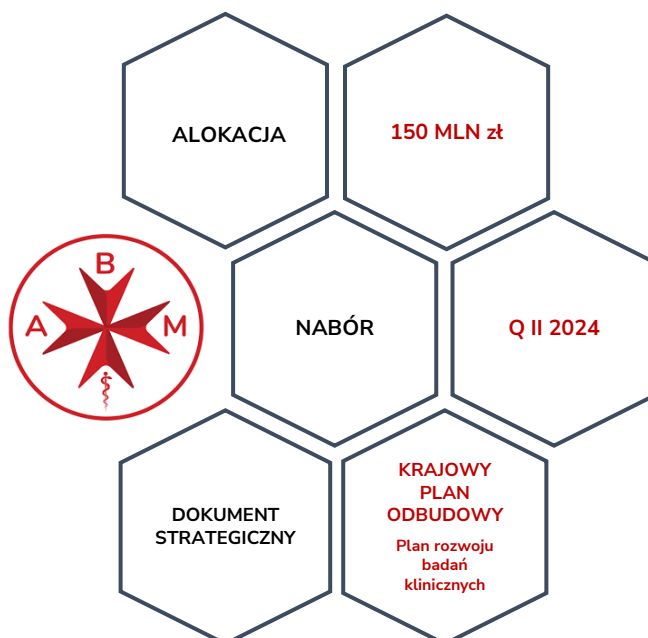 ALOKACJA
150 MLN zł
B
A
M
NABÓR
Q II 2024
DOKUMENT
STRATEGICZNY
KRAJOWY
PLAN
ODBUDOWY
Plan rozwoju
badań
klinicznych